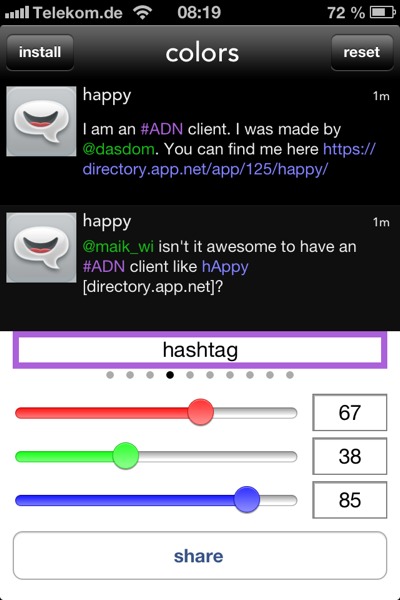 Telekom.de 08:19 72 %
install colors reset
happy 1m
I am an #ADN client. I was made by
@dasdom. You can find me here https://
directory.app.net/app/125/happy/
happy 1m
@maik_wi isn't it awesome to have an
#ADN client like hAppy
[directory.app.net]?
hashtag
67
38
85
share